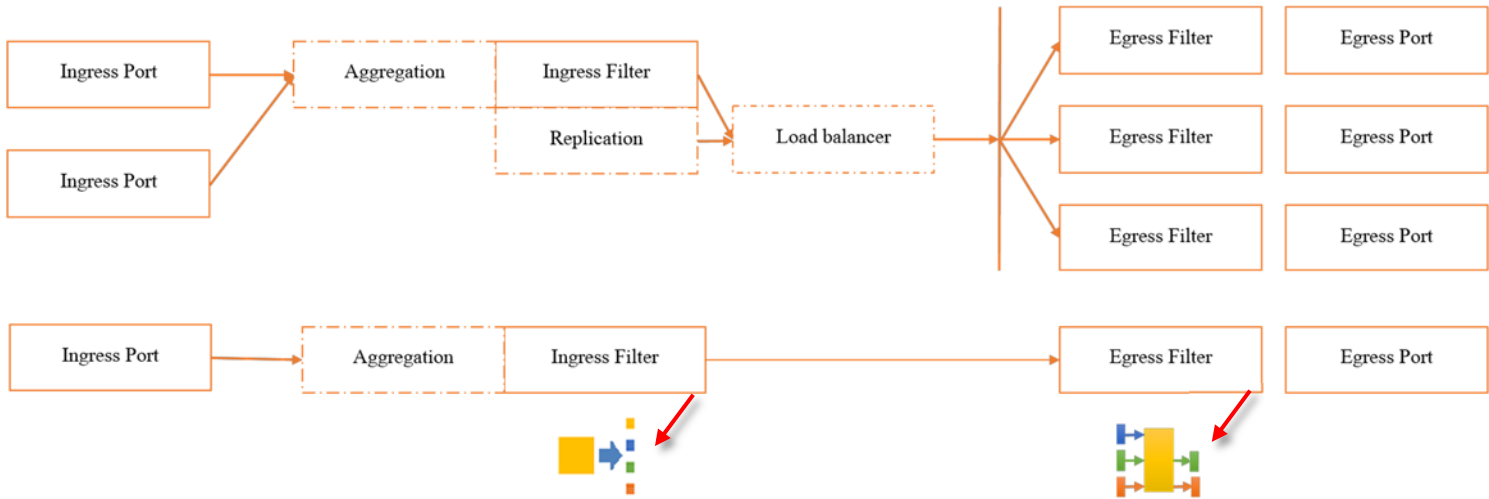 Ingress Port
Aggregation
Ingress Filter
Egress Filter
Egress Port
Replication
Load balancer
Egress Filter
Egress Port
Ingress Port
Egress Filter
Egress Port
Ingress Port
Aggregation
Ingress Filter
Egress Filter
Egress Port